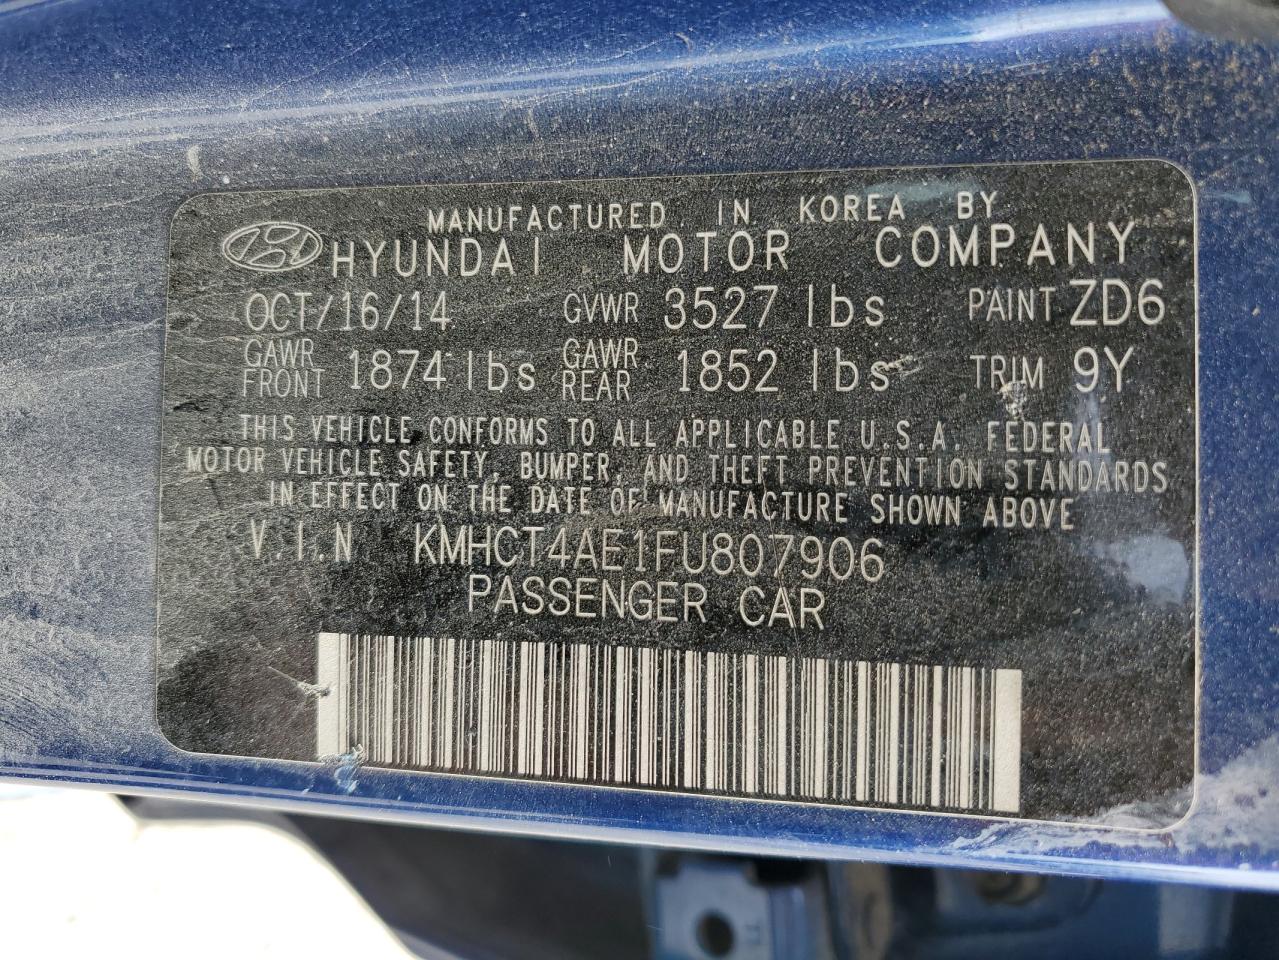 MANUFACTURED IN KOREA BY
HYUNDAI MOTOR COMPANY
OCT/16/14 GVWR 3527 lbs PAINT ZD6
GAWR FRONT 1874 lbs GAWR REAR 1852 lbs TRIM 9Y
THIS VEHICLE CONFORMS TO ALL APPLICABLE U.S.A. FEDERAL
MOTOR VEHICLE SAFETY, BUMPER, AND THEFT PREVENTION STANDARDS
IN EFFECT ON THE DATE OF MANUFACTURE SHOWN ABOVE
V.I.N KMHCT4AE1FU807906
PASSENGER CAR